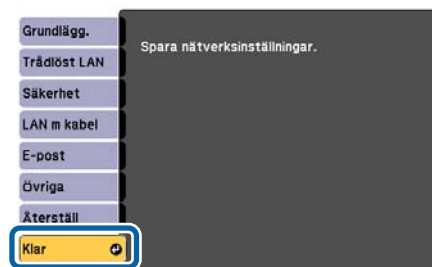 Grundlägg.
Trådlöst LAN
Säkerhet
LAN m kabel
E-post
Övriga
Återställ
Klar
Spara nätverksinställningar.